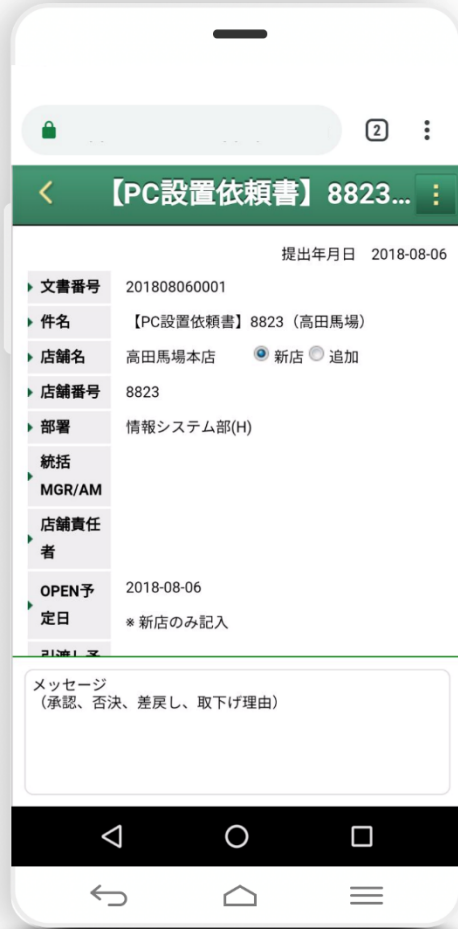 2
【PC設置依頼書】8823...
提出年月日 2018-08-06
文書番号 201808060001
件名 【PC設置依頼書】8823（高田馬場）
店舗名 高田馬場本店 新店 追加
店舗番号 8823
部署 情報システム部(H)
統括
MGR/AM
店舗責任
者
OPEN予 2018-08-06
定日 ※新店のみ記入
引渡し予
メッセージ
（承認、否決、差戻し、取下げ理由）